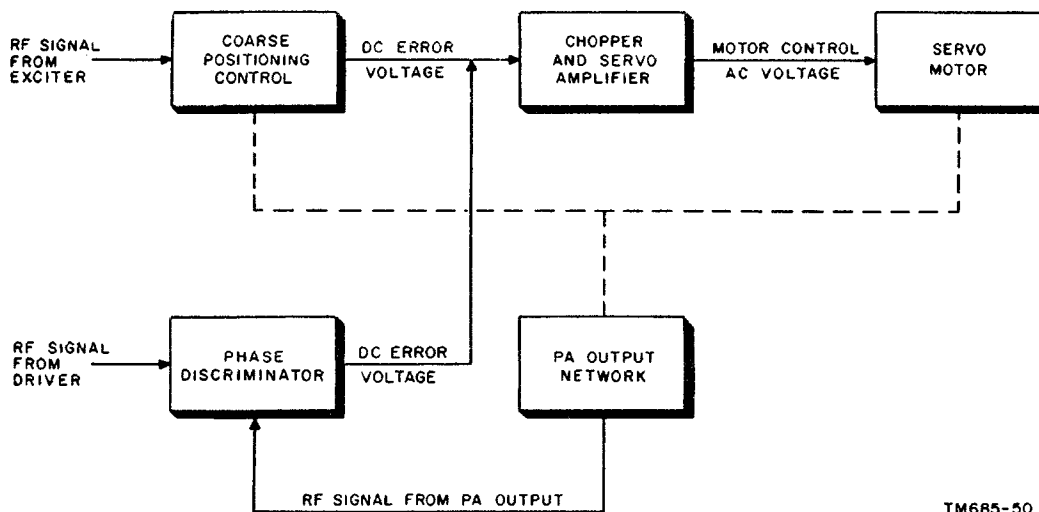 RF SIGNAL
FROM
EXCITER
COARSE
POSITIONING
CONTROL
DC ERROR
VOLTAGE
CHOPPER
AND SERVO
AMPLIFIER
MOTOR CONTROL
AC VOLTAGE
SERVO
MOTOR
RF SIGNAL
FROM
DRIVER
PHASE
DISCRIMINATOR
DC ERROR
VOLTAGE
PA OUTPUT
NETWORK
RF SIGNAL FROM PA OUTPUT
TM685-50